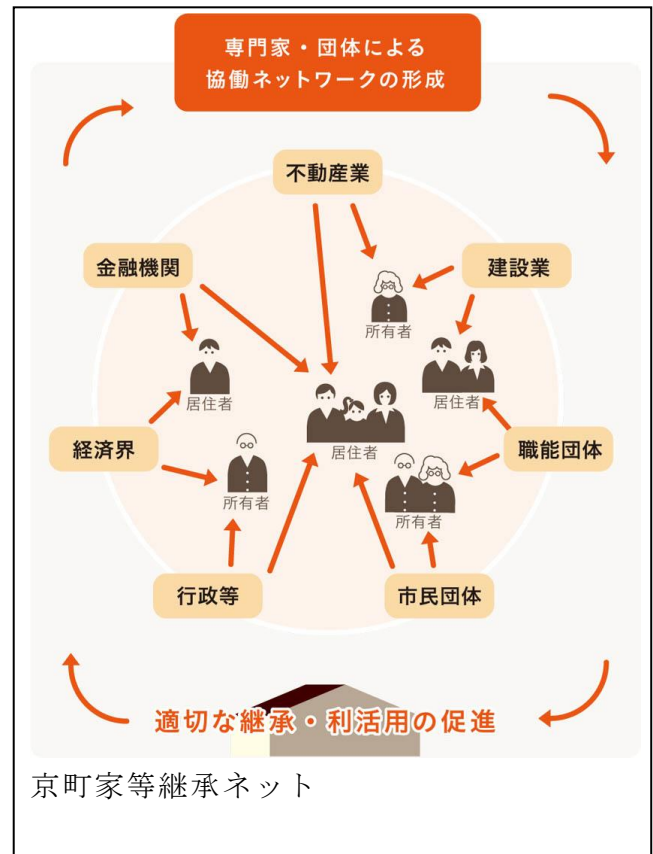 専門家・団体による
協働ネットワークの形成
不動産業
金融機関
建設業
所有者
居住者
居住者
経済界
居住者
職能団体
所有者
所有者
行政等
市民団体
適切な継承・利活用の促進
京町家等継承ネット